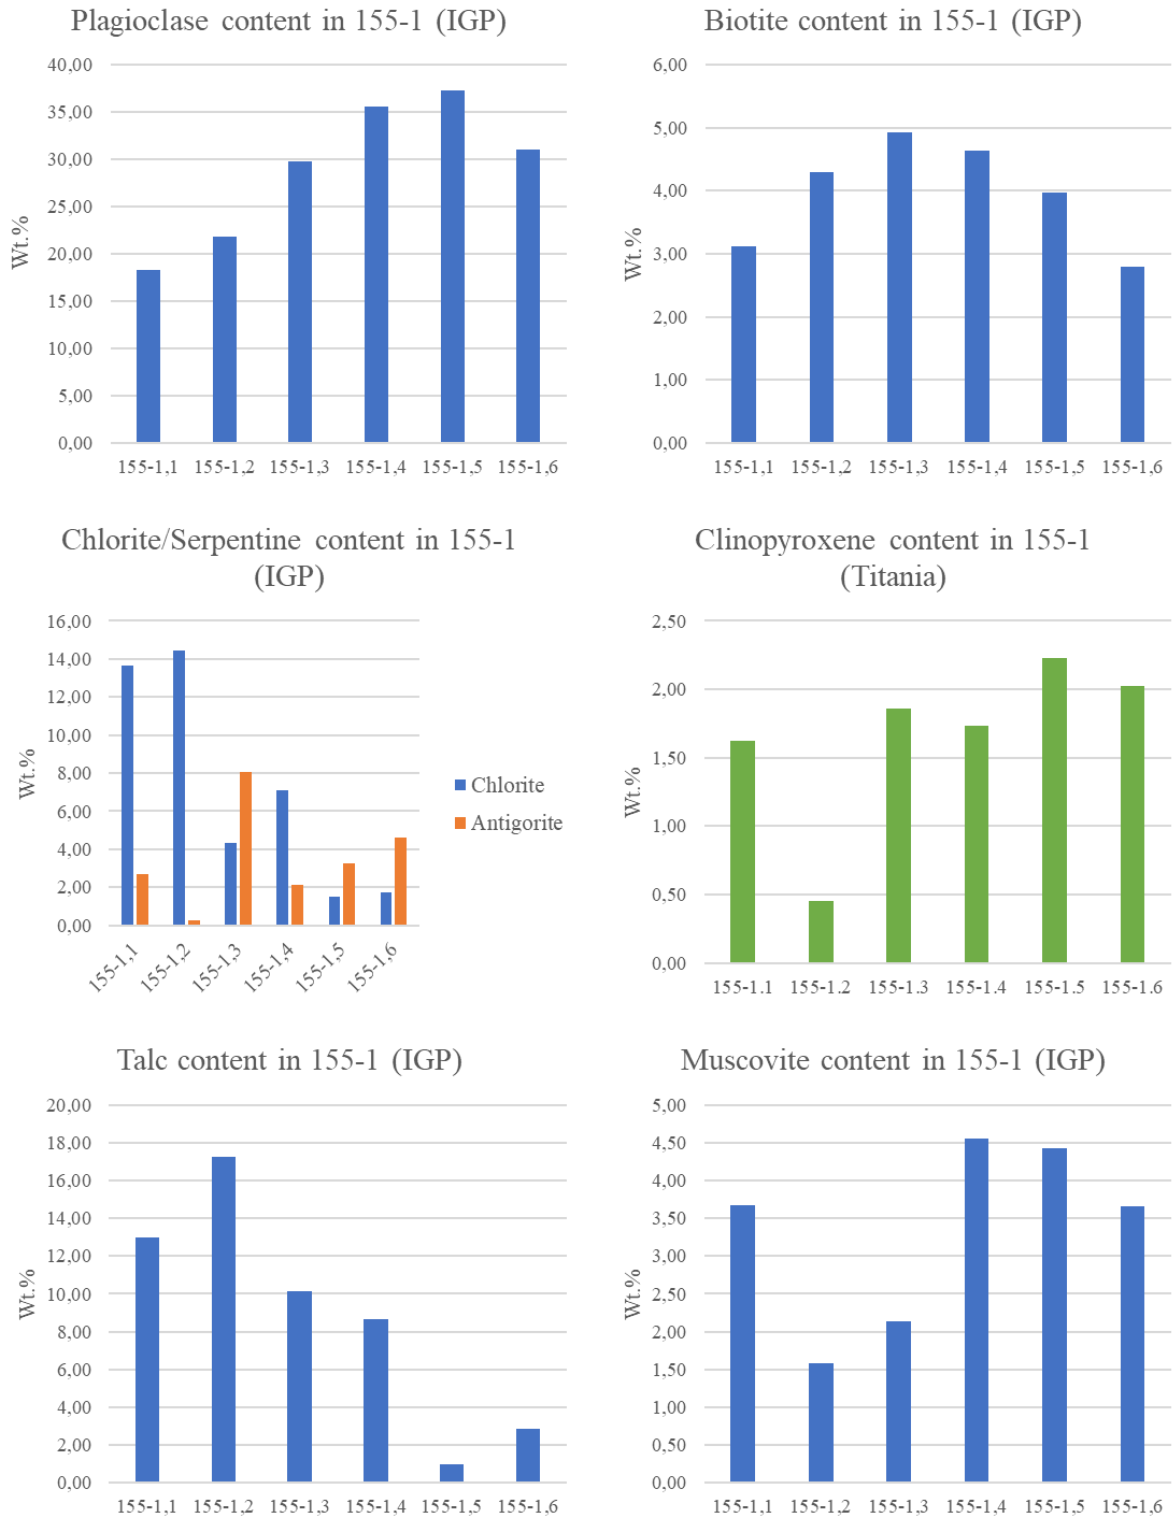 Plagioclase content in 155-1 (IGP)
40,00
35,00
30,00
25,00
20,00
15,00
10,00
5,00
0,00
Wt.%
155-1,1 155-1,2 155-1,3 155-1,4 155-1,5 155-1,6
Biotite content in 155-1 (IGP)
6,00
5,00
4,00
3,00
2,00
1,00
0,00
Wt.%
155-1,1 155-1,2 155-1,3 155-1,4 155-1,5 155-1,6
Chlorite/Serpentine content in 155-1
(IGP)
16,00
14,00
12,00
10,00
8,00
6,00
4,00
2,00
0,00
Wt.%
155-1,1 155-1,2 155-1,3 155-1,4 155-1,5 155-1,6
Chlorite
Antigorite
Clinopyroxene content in 155-1
(Titania)
2,50
2,00
1,50
1,00
0,50
0,00
Wt.%
155-1.1 155-1.2 155-1.3 155-1.4 155-1.5 155-1.6
Talc content in 155-1 (IGP)
20,00
18,00
16,00
14,00
12,00
10,00
8,00
6,00
4,00
2,00
0,00
Wt.%
155-1,1 155-1,2 155-1,3 155-1,4 155-1,5 155-1,6
Muscovite content in 155-1 (IGP)
5,00
4,50
4,00
3,50
3,00
2,50
2,00
1,50
1,00
0,50
0,00
Wt.%
155-1,1 155-1,2 155-1,3 155-1,4 155-1,5 155-1,6